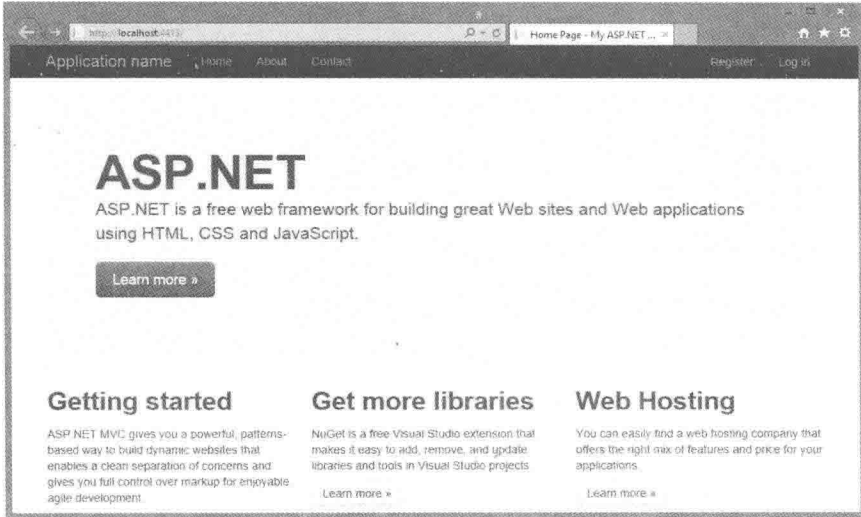 http://localhost:4413/
Home Page - My ASP.NET ...
Application name Home About Contact Register Log in
ASP.NET
ASP.NET is a free web framework for building great Web sites and Web applications
using HTML, CSS and JavaScript.
Learn more »
Getting started
ASP.NET MVC gives you a powerful, patterns-
based way to build dynamic websites that
enables a clean separation of concerns and
gives you full control over markup for enjoyable
agile development.
Get more libraries
NuGet is a free Visual Studio extension that
makes it easy to add, remove, and update
libraries and tools in Visual Studio projects
Learn more »
Web Hosting
You can easily find a web hosting company that
offers the right mix of features and price for your
applications
Learn more »